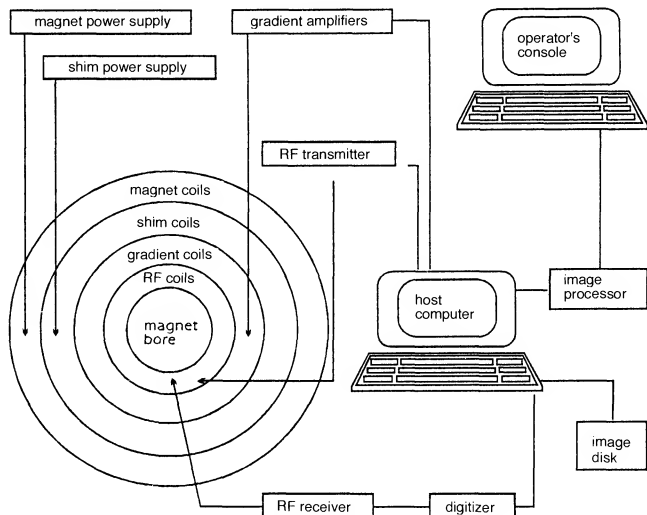 magnet power supply
gradient amplifiers
operator's
console
shim power supply
RF transmitter
magnet coils
shim coils
gradient coils
RF coils
magnet
bore
host
computer
image
processor
image
disk
RF receiver
digitizer